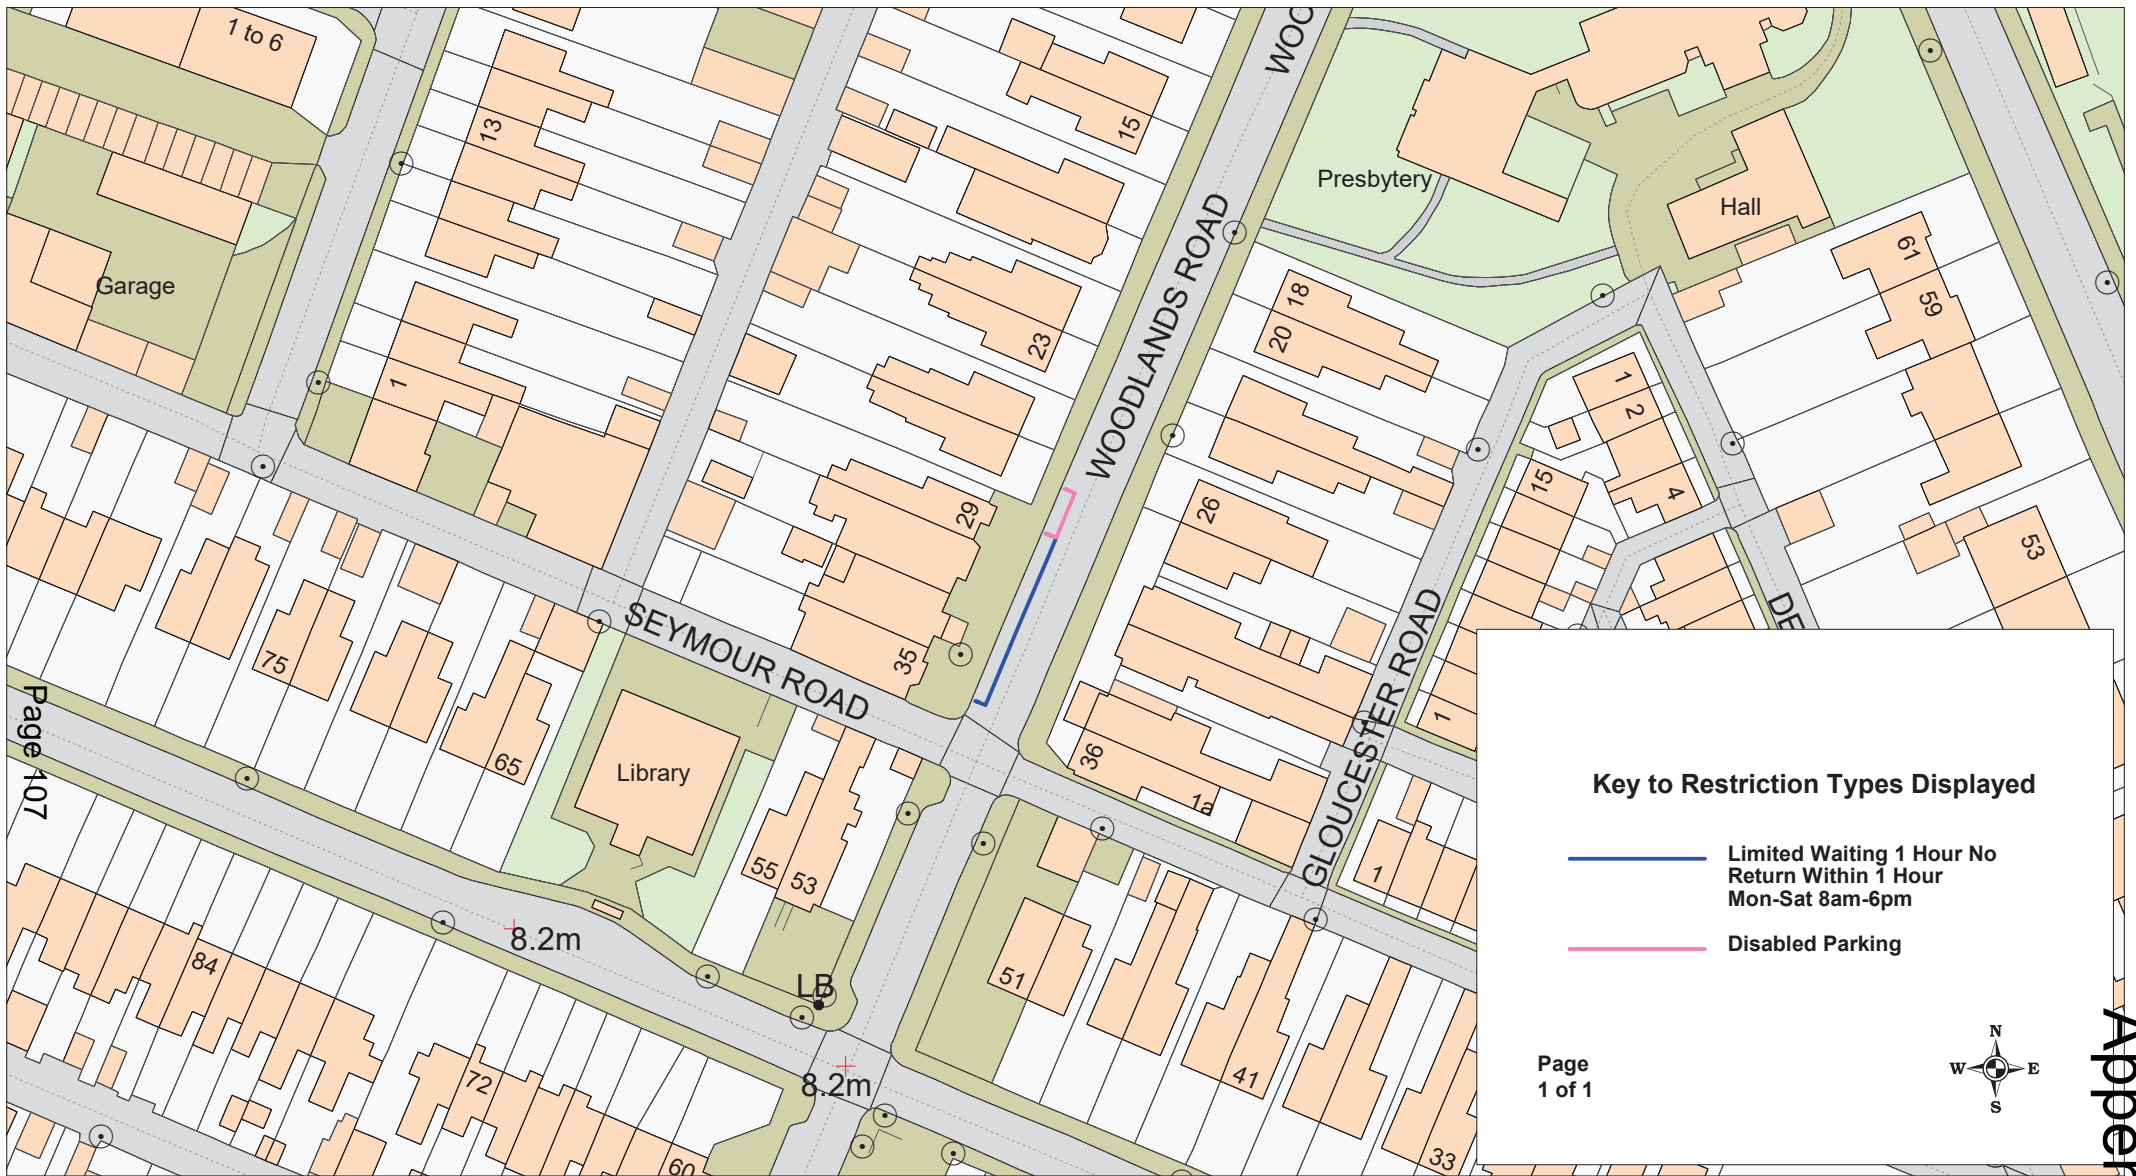 1 to 6
WOO
13
15
Presbytery
Hall
61
59
Garage
WOODLANDS ROAD
18
20
23
1
1
2
4
15
29
26
53
DE
SEYMOUR ROAD
75
35
GLOUCESTER ROAD
1
65
Library
36
1a
55
53
1
Page 107
8.2m
84
LB
51
72
8.2m
41
60
33
Key to Restriction Types Displayed
Limited Waiting 1 Hour No
Return Within 1 Hour
Mon-Sat 8am-6pm
Disabled Parking
Page
1 of 1
N
W
E
S